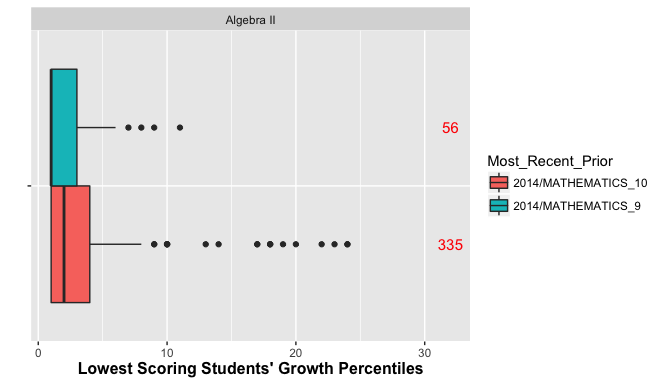 Algebra II
56
335
Most_Recent_Prior
2014/MATHEMATICS_10
2014/MATHEMATICS_9
0 10 20 30
Lowest Scoring Students' Growth Percentiles